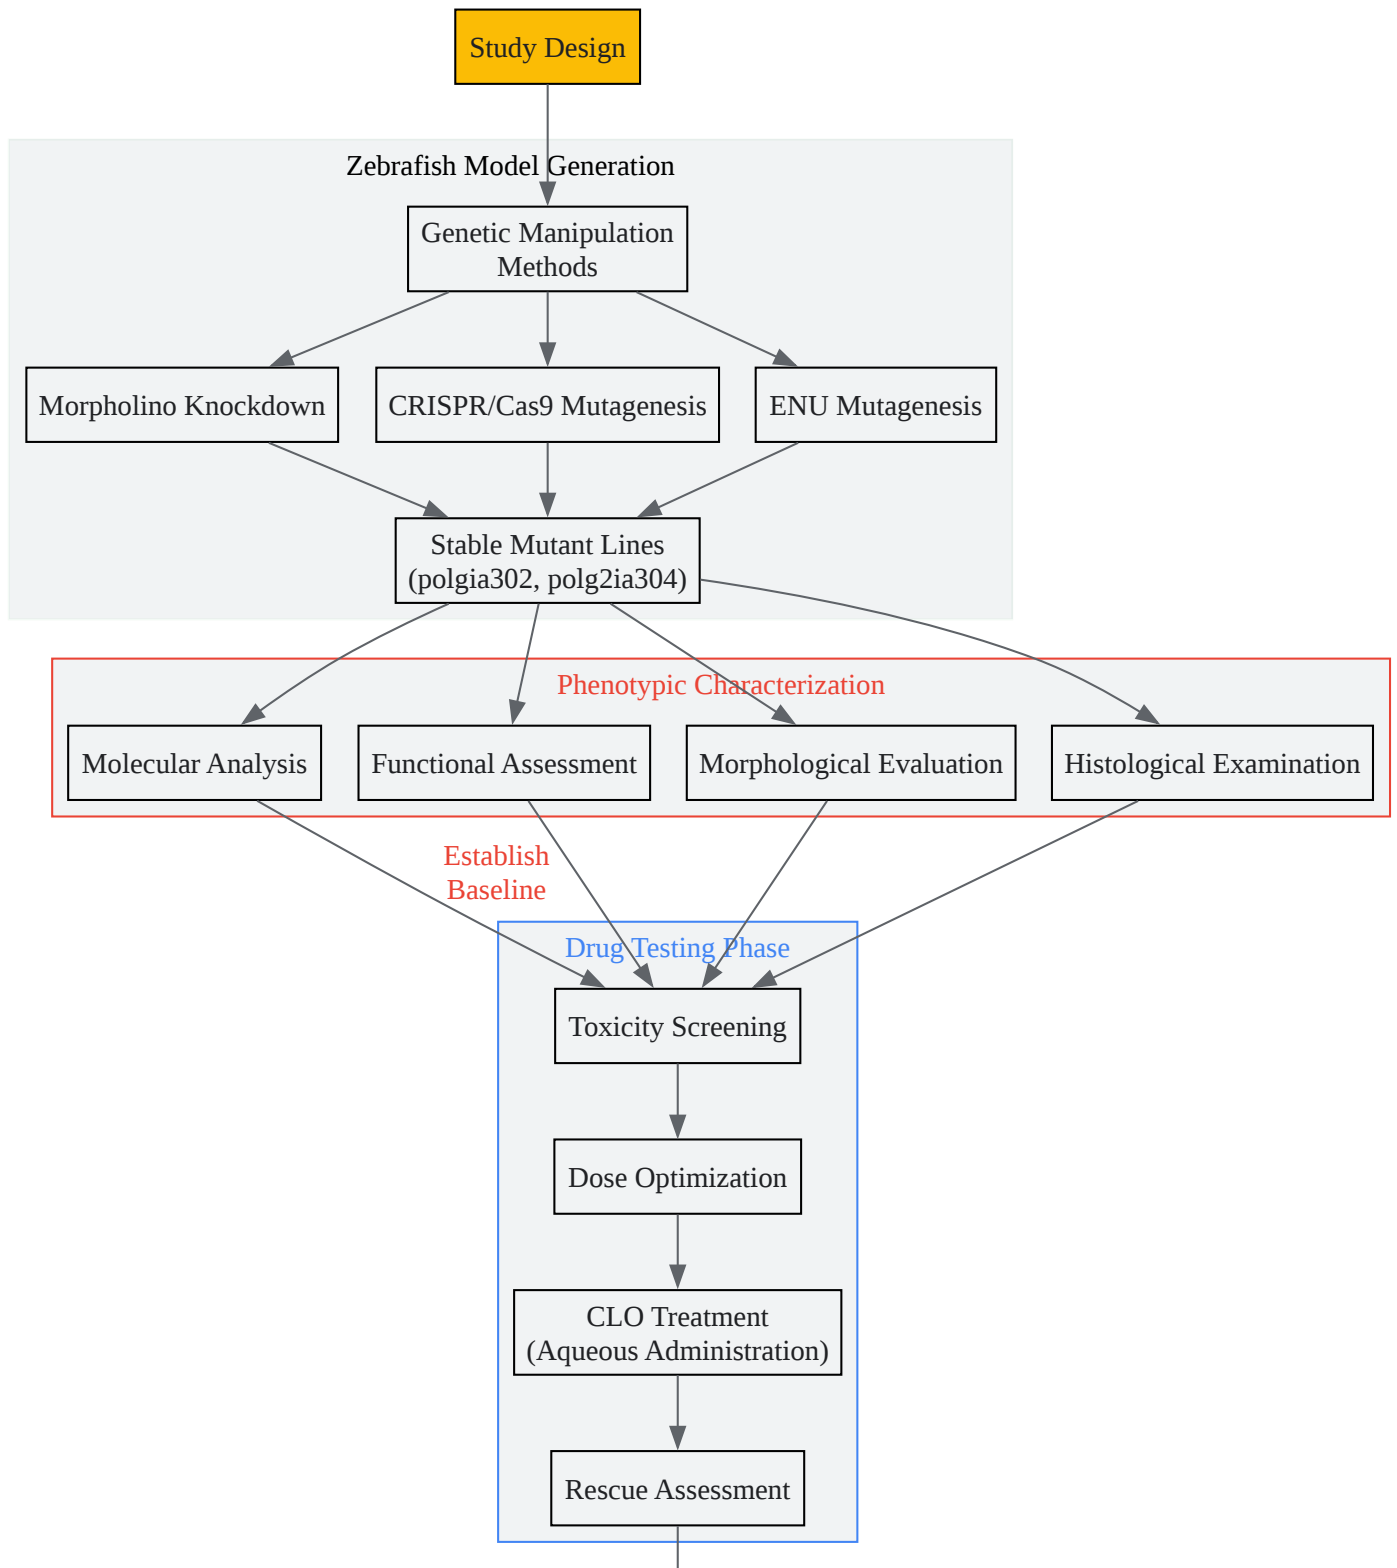 Study Design
Zebrafish Model Generation
Genetic Manipulation
Methods
Morpholino Knockdown
CRISPR/Cas9 Mutagenesis
ENU Mutagenesis
Stable Mutant Lines
(polgia302, polg2ia304)
Phenotypic Characterization
Molecular Analysis
Functional Assessment
Morphological Evaluation
Histological Examination
Establish
Baseline
Drug Testing Phase
Toxicity Screening
Dose Optimization
CLO Treatment
(Aqueous Administration)
Rescue Assessment